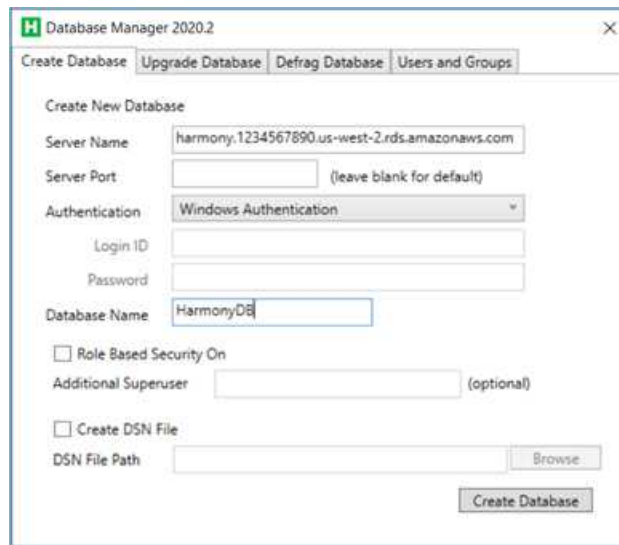 H Database Manager 2020.2
Create Database Upgrade Database Defrag Database Users and Groups
Create New Database
Server Name harmony.1234567890.us-west-2.rds.amazonaws.com
Server Port (leave blank for default)
Authentication Windows Authentication
Login ID
Password
Database Name HarmonyDB
Role Based Security On
Additional Superuser (optional)
Create DSN File
DSN File Path Browse
Create Database